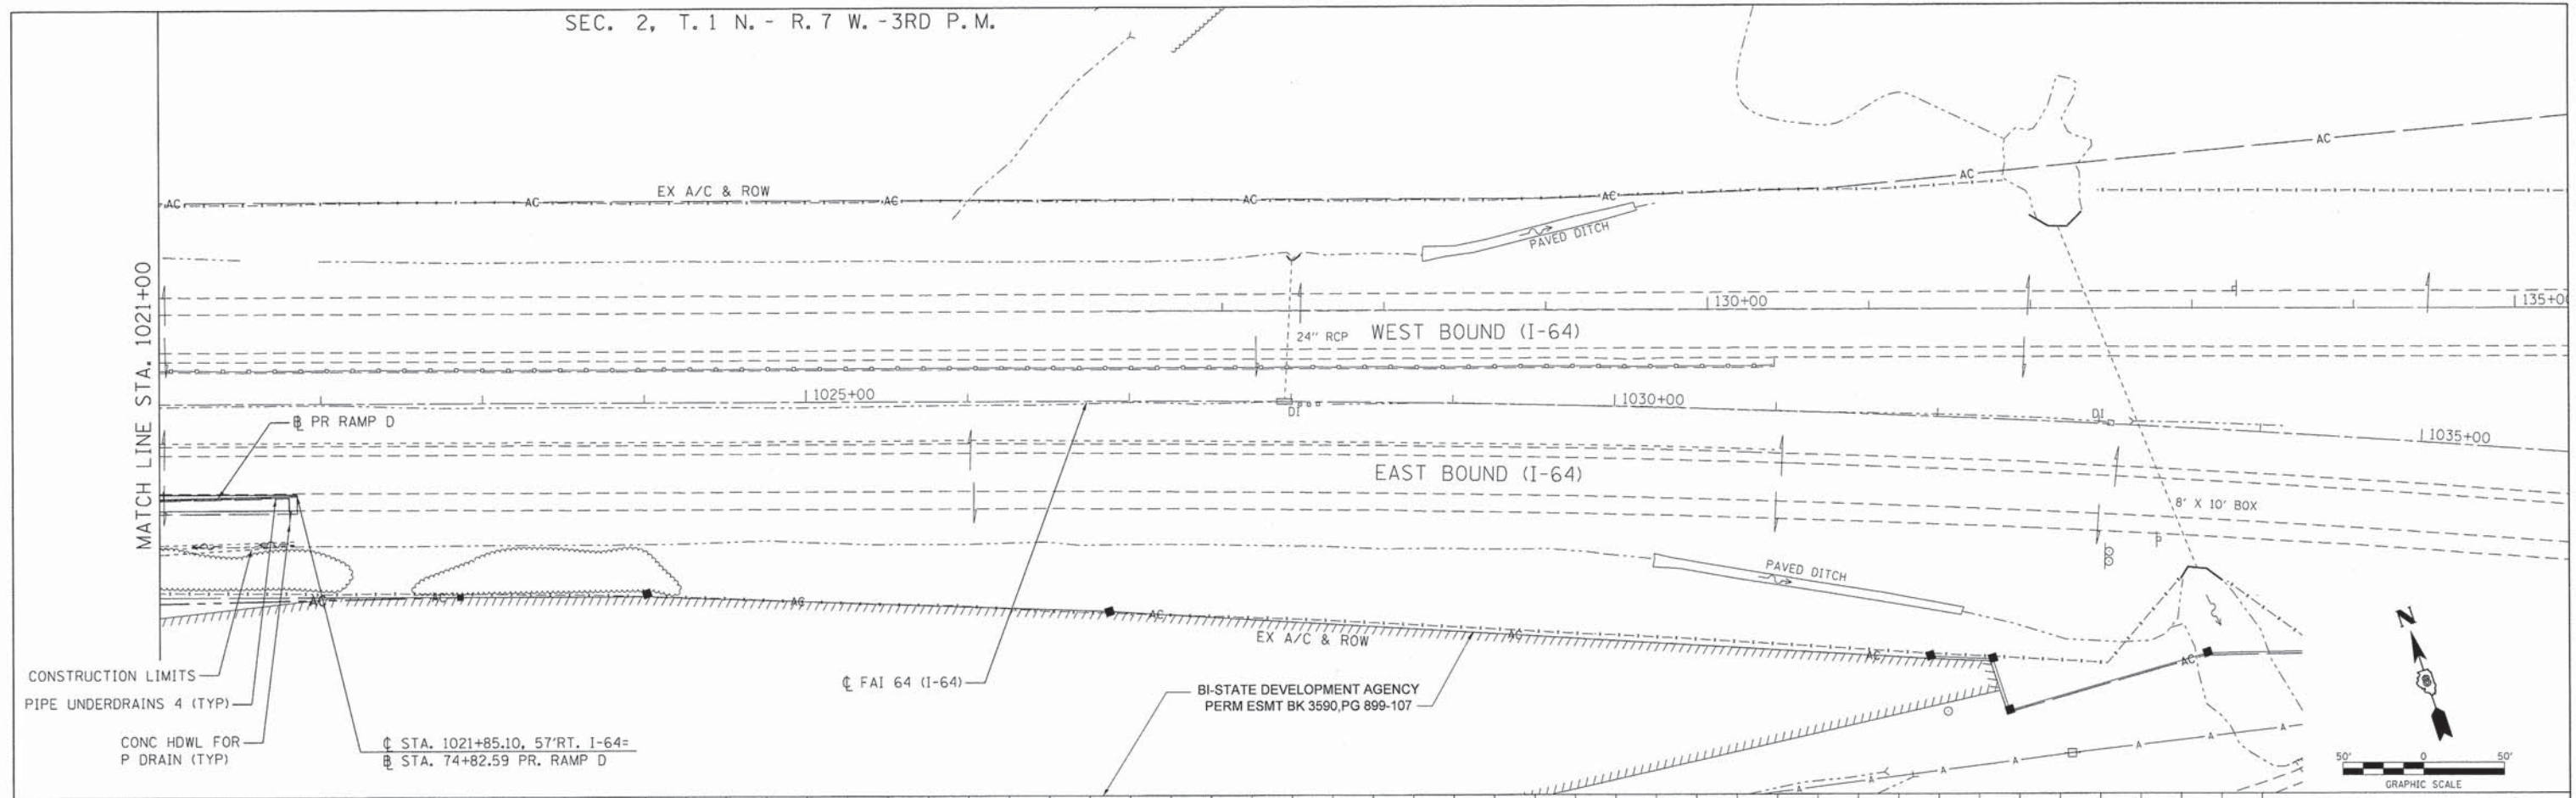 SEC. 2, T. 1 N. - R. 7 W. -3RD P. M.
AC
AC
EX A/C & ROW
AC
AC
AC
AC
AC
PAVED DITCH
MATCH LINE STA. 1021+00
130+00
135+00
24" RCP
WEST BOUND (I-64)
1025+00
DI
1030+00
DI
1035+00
℄ PR RAMP D
EAST BOUND (I-64)
8' X 10' BOX
P
PAVED DITCH
AC
AC
AC
AC
EX A/C & ROW
AC
AC
AC
CONSTRUCTION LIMITS
PIPE UNDERDRAINS 4 (TYP)
CONC HDWL FOR
P DRAIN (TYP)
℄ STA. 1021+85.10, 57'RT. I-64=
℄ STA. 74+82.59 PR. RAMP D
℄ FAI 64 (I-64)
BI-STATE DEVELOPMENT AGENCY
PERM ESMT BK 3590,PG 899-107
A
A
A
A
A
A
N
50' 0 50'
GRAPHIC SCALE